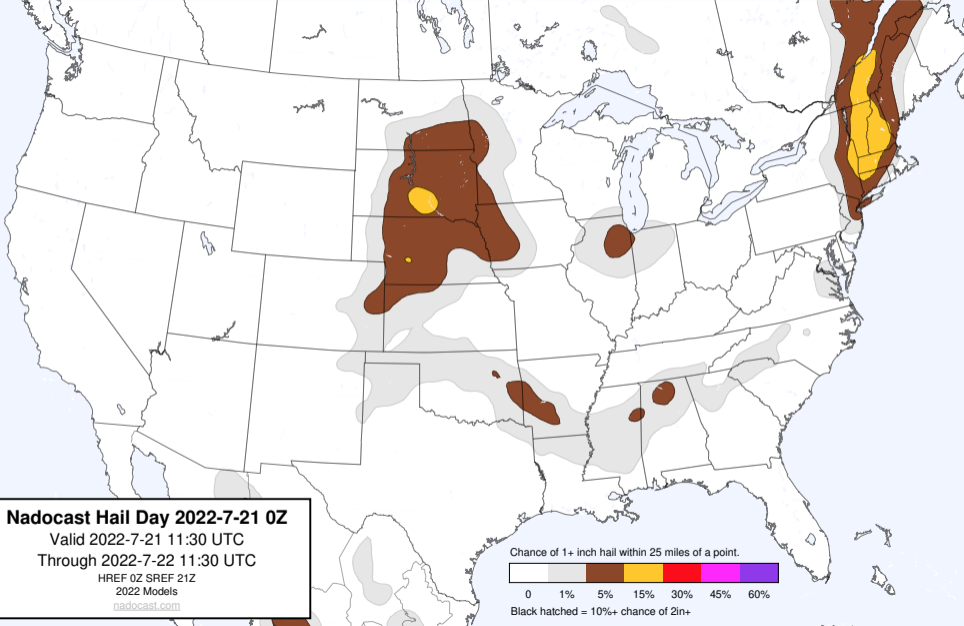 Nadocast Hail Day 2022-7-21 0Z
Valid 2022-7-21 11:30 UTC
Through 2022-7-22 11:30 UTC
HREF 0Z SREF 21Z
2022 Models
nadocast.com
Chance of 1+ inch hail within 25 miles of a point.
0 1% 5% 15% 30% 45% 60%
Black hatched = 10%+ chance of 2in+